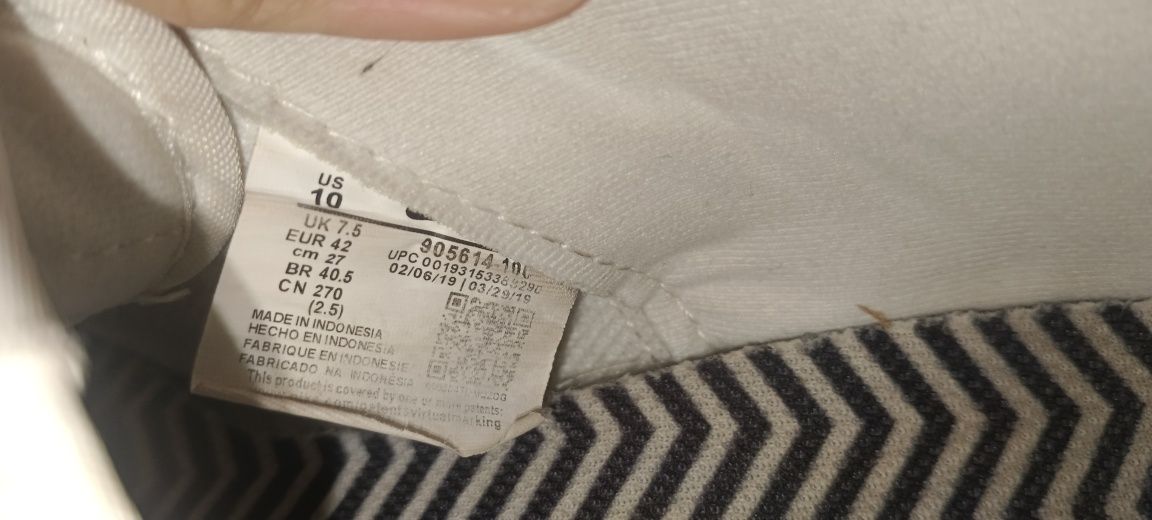 US
10
UK 7.5
EUR 42
cm 27
BR 40.5
CN 270
(2.5)
905614-100
UPC
02/06/19 | 03/29/19
MADE IN INDONESIA
HECHO EN INDONESIA
FABRIQUE EN INDONESIE
FABRICADO NA INDONESIA
This product is covered by one or more patents: